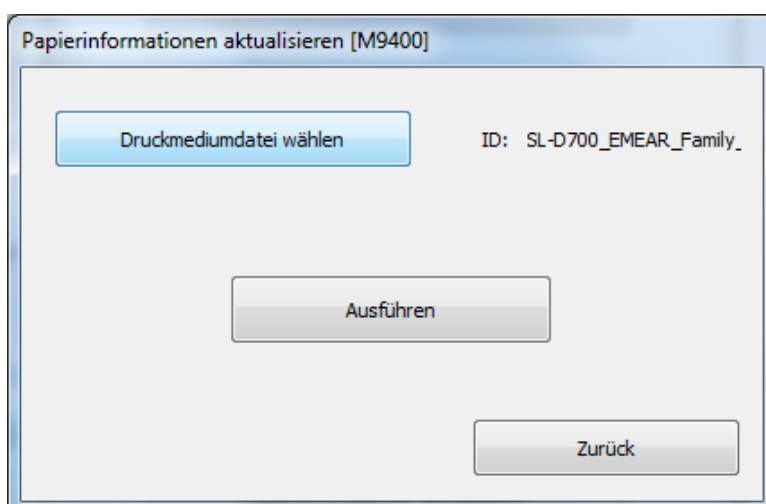 Papierinformationen aktualisieren [M9400]
Druckmediumdatei wählen ID: SL-D700_EMEAR_Family_
Ausführen
Zurück